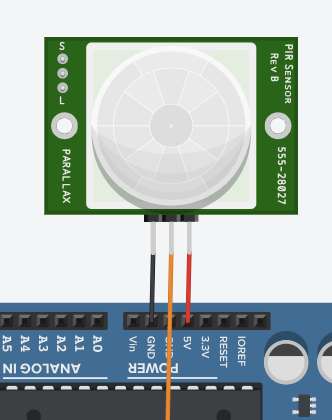 S
L
PIR SENSOR
REV B
PARALLAX
555-28027
A5
A4
A3
A2
A1
A0
Vin
GND
GND
5V
3.3V
RESET
IOREF
ANALOG IN
POWER